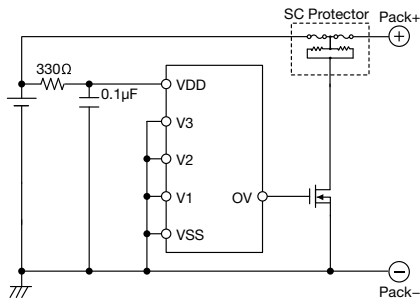 SC Protector
Pack+
330Ω
0.1μF
VDD
V3
V2
V1
OV
VSS
Pack−